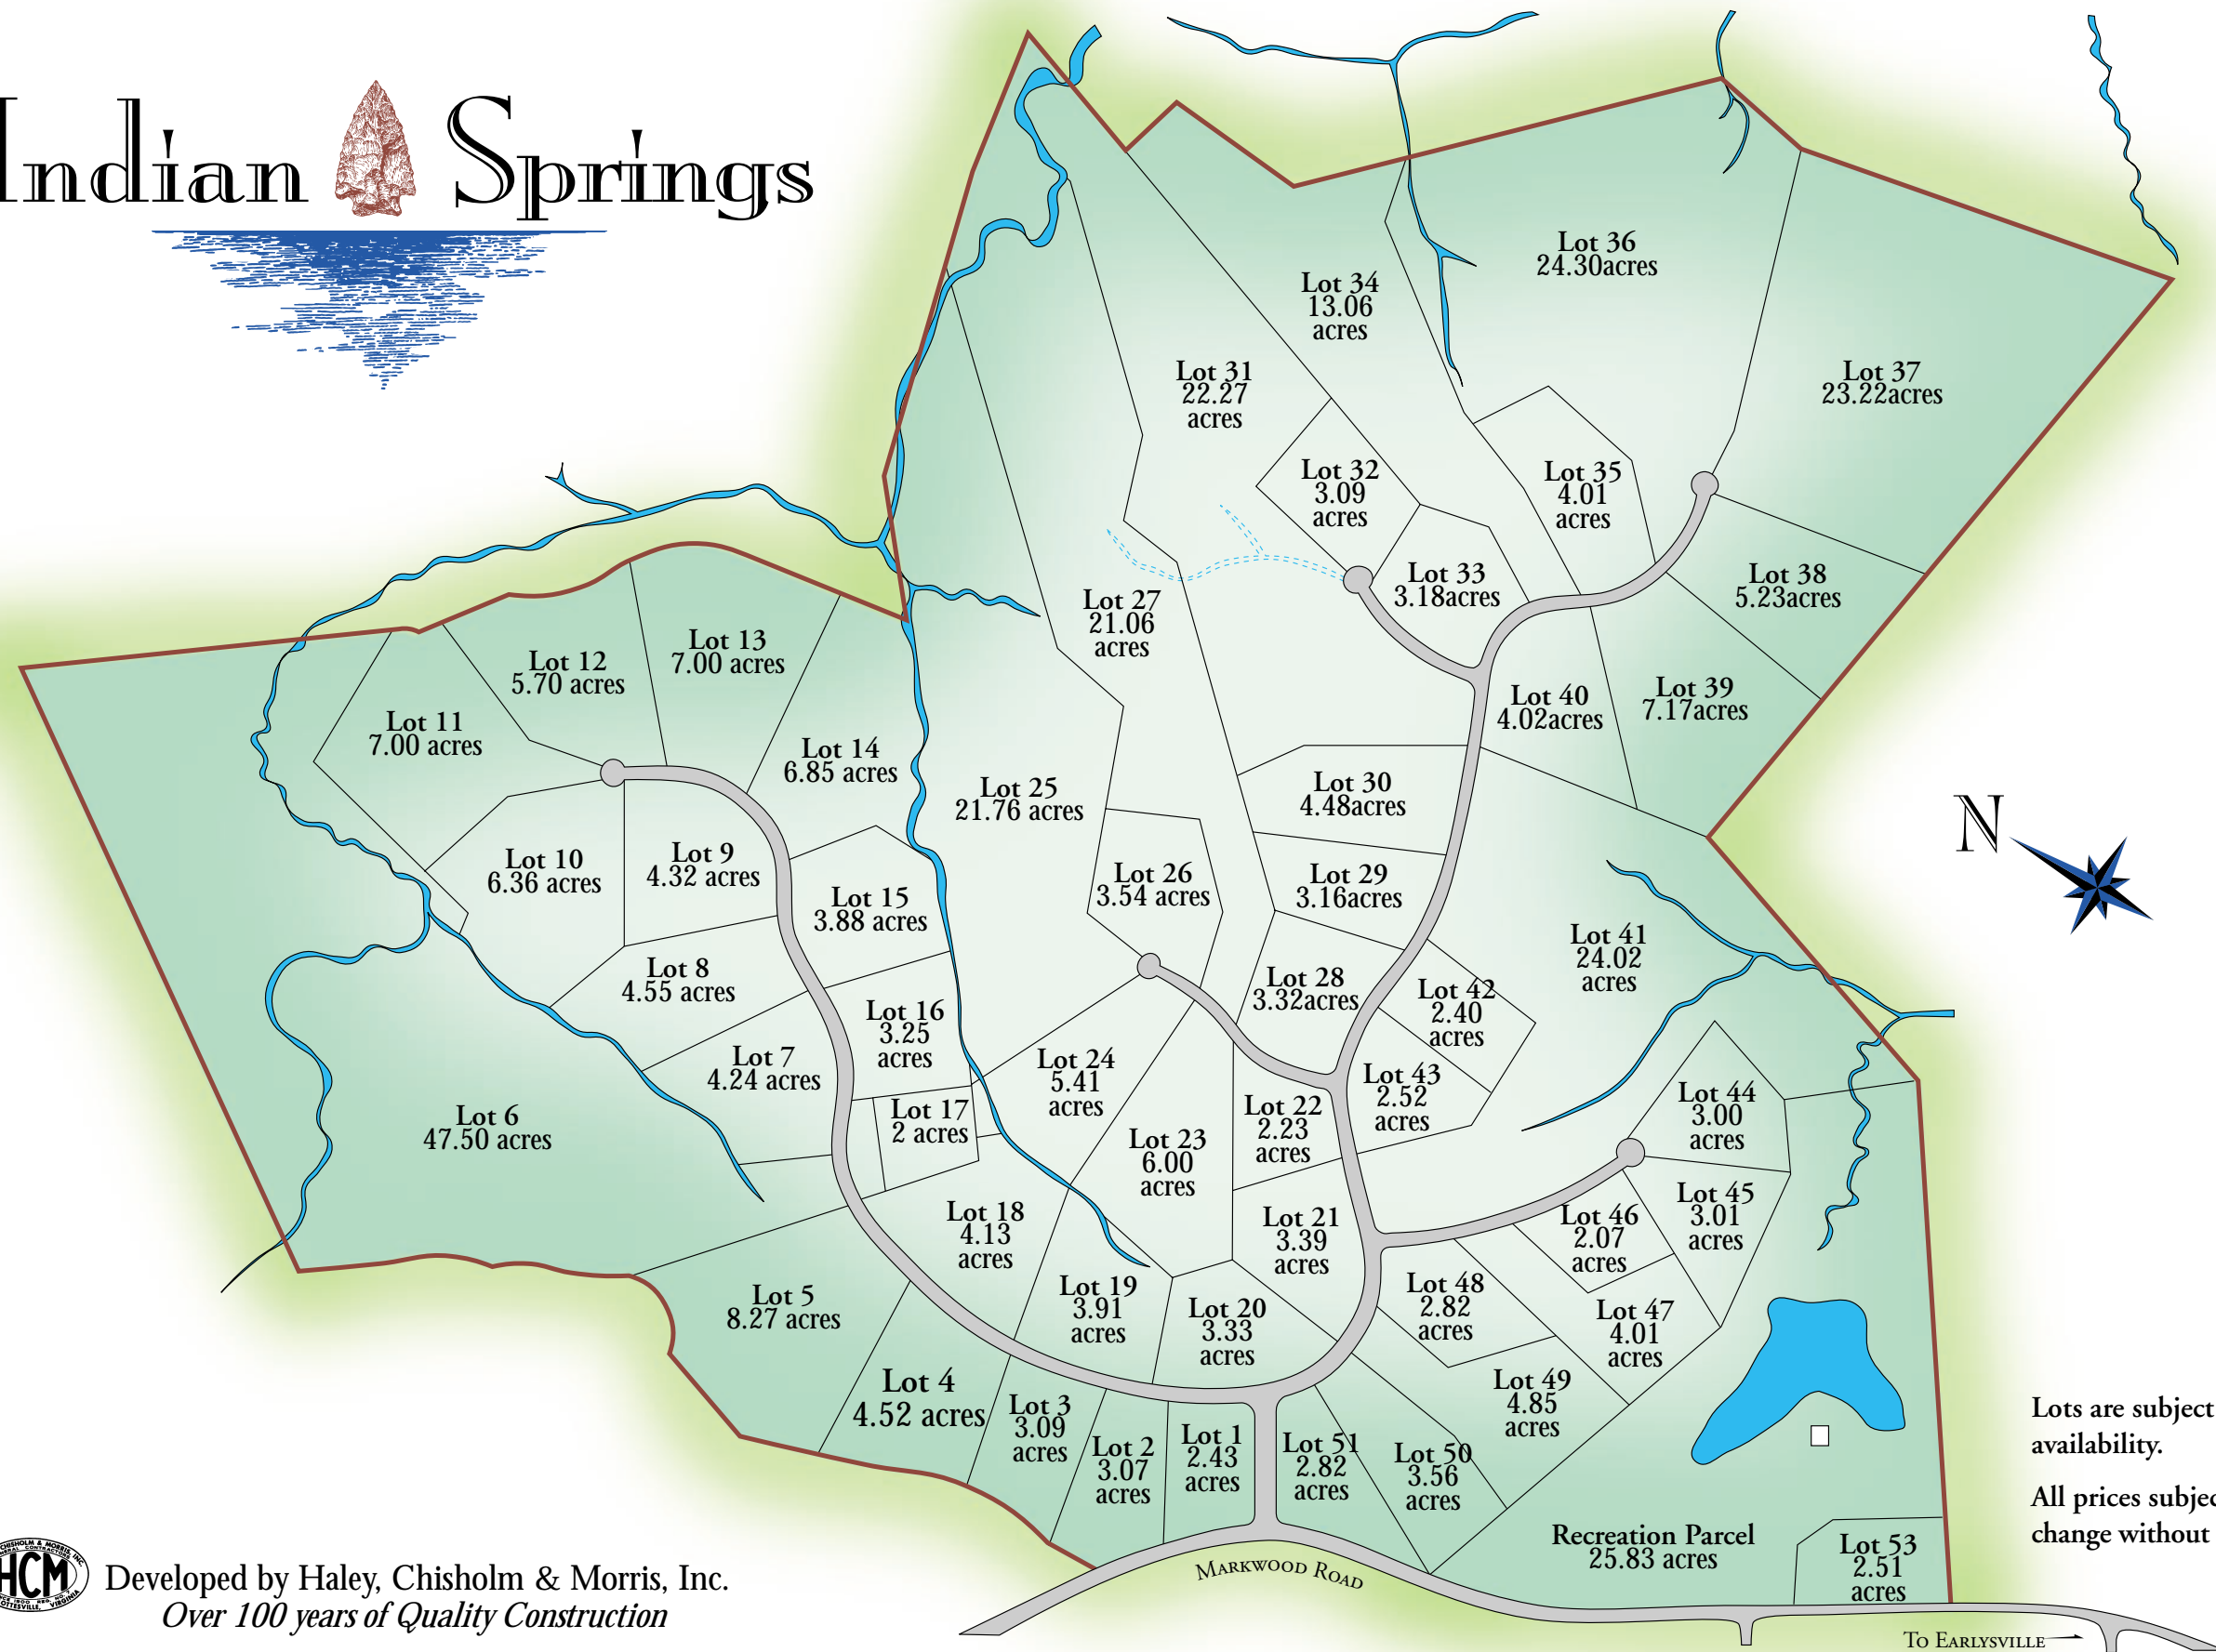 Indian Springs
Lot 36
24.30acres
Lot 34
13.06
acres
Lot 37
23.22acres
Lot 31
22.27
acres
Lot 32
3.09
acres
Lot 35
4.01
acres
Lot 33
3.18acres
Lot 38
5.23acres
Lot 27
21.06
acres
Lot 13
7.00 acres
Lot 12
5.70 acres
Lot 40
4.02acres
Lot 39
7.17acres
Lot 11
7.00 acres
Lot 14
6.85 acres
Lot 25
21.76 acres
Lot 30
4.48acres
N
Lot 10
6.36 acres
Lot 9
4.32 acres
Lot 26
3.54 acres
Lot 29
3.16acres
Lot 15
3.88 acres
Lot 41
24.02
acres
Lot 8
4.55 acres
Lot 28
3.32acres
Lot 42
2.40
acres
Lot 16
3.25
acres
Lot 7
4.24 acres
Lot 24
5.41
acres
Lot 43
2.52
acres
Lot 44
3.00
acres
Lot 6
47.50 acres
Lot 17
2 acres
Lot 22
2.23
acres
Lot 23
6.00
acres
Lot 45
3.01
acres
Lot 18
4.13
acres
Lot 21
3.39
acres
Lot 46
2.07
acres
Lot 5
8.27 acres
Lot 19
3.91
acres
Lot 20
3.33
acres
Lot 48
2.82
acres
Lot 47
4.01
acres
Lot 4
4.52 acres
Lot 3
3.09
acres
Lot 49
4.85
acres
Lot 2
3.07
acres
Lot 1
2.43
acres
Lot 51
2.82
acres
Lot 50
3.56
acres
Lots are subject
availability.
All prices subjec
change without
Recreation Parcel
25.83 acres
Lot 53
2.51
acres
Markwood Road
To Earlysville
HCM
Chisholm & Morris, Inc.
Developed by Haley, Chisholm & Morris, Inc.
Over 100 years of Quality Construction